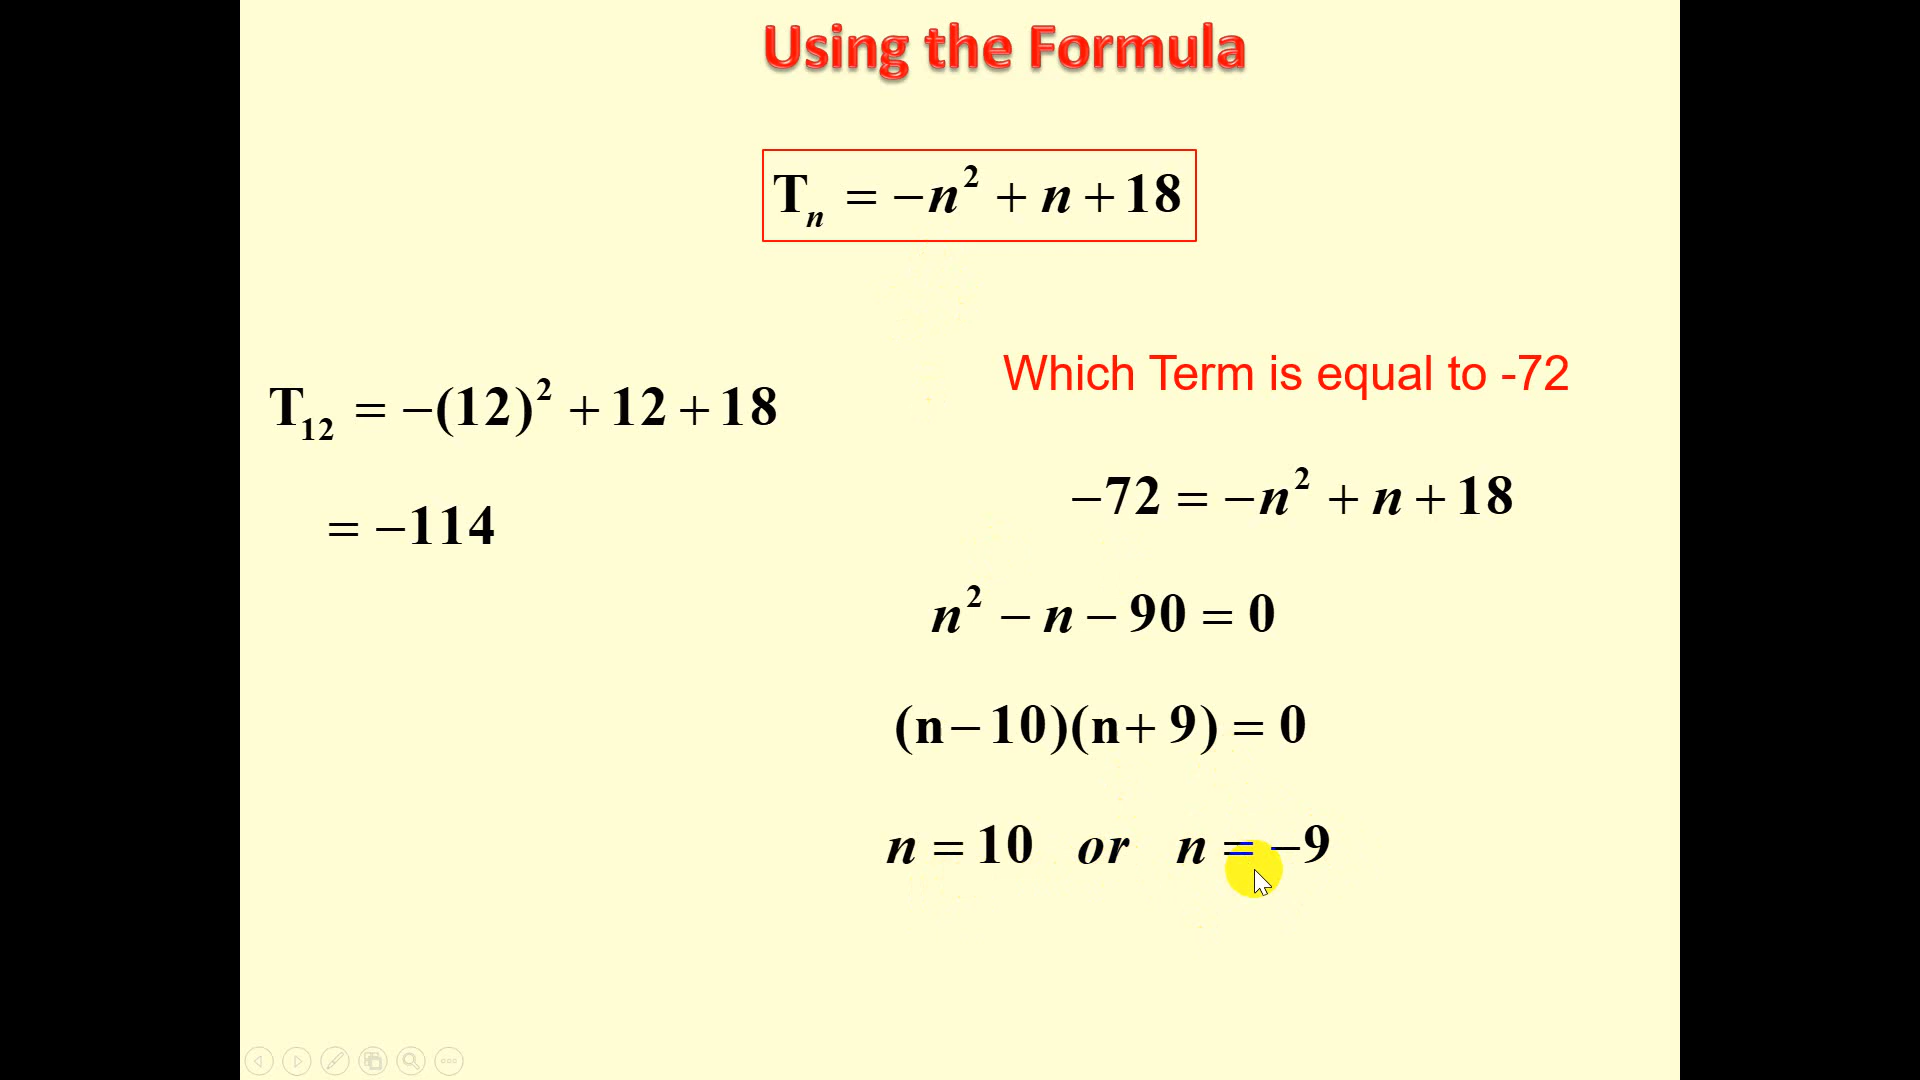 Using the Formula
Tₙ = −n² + n + 18
T₁₂ = −(12)² + 12 + 18
= −114
Which Term is equal to -72
−72 = −n² + n + 18
n² − n − 90 = 0
(n − 10)(n + 9) = 0
n = 10 or n = −9